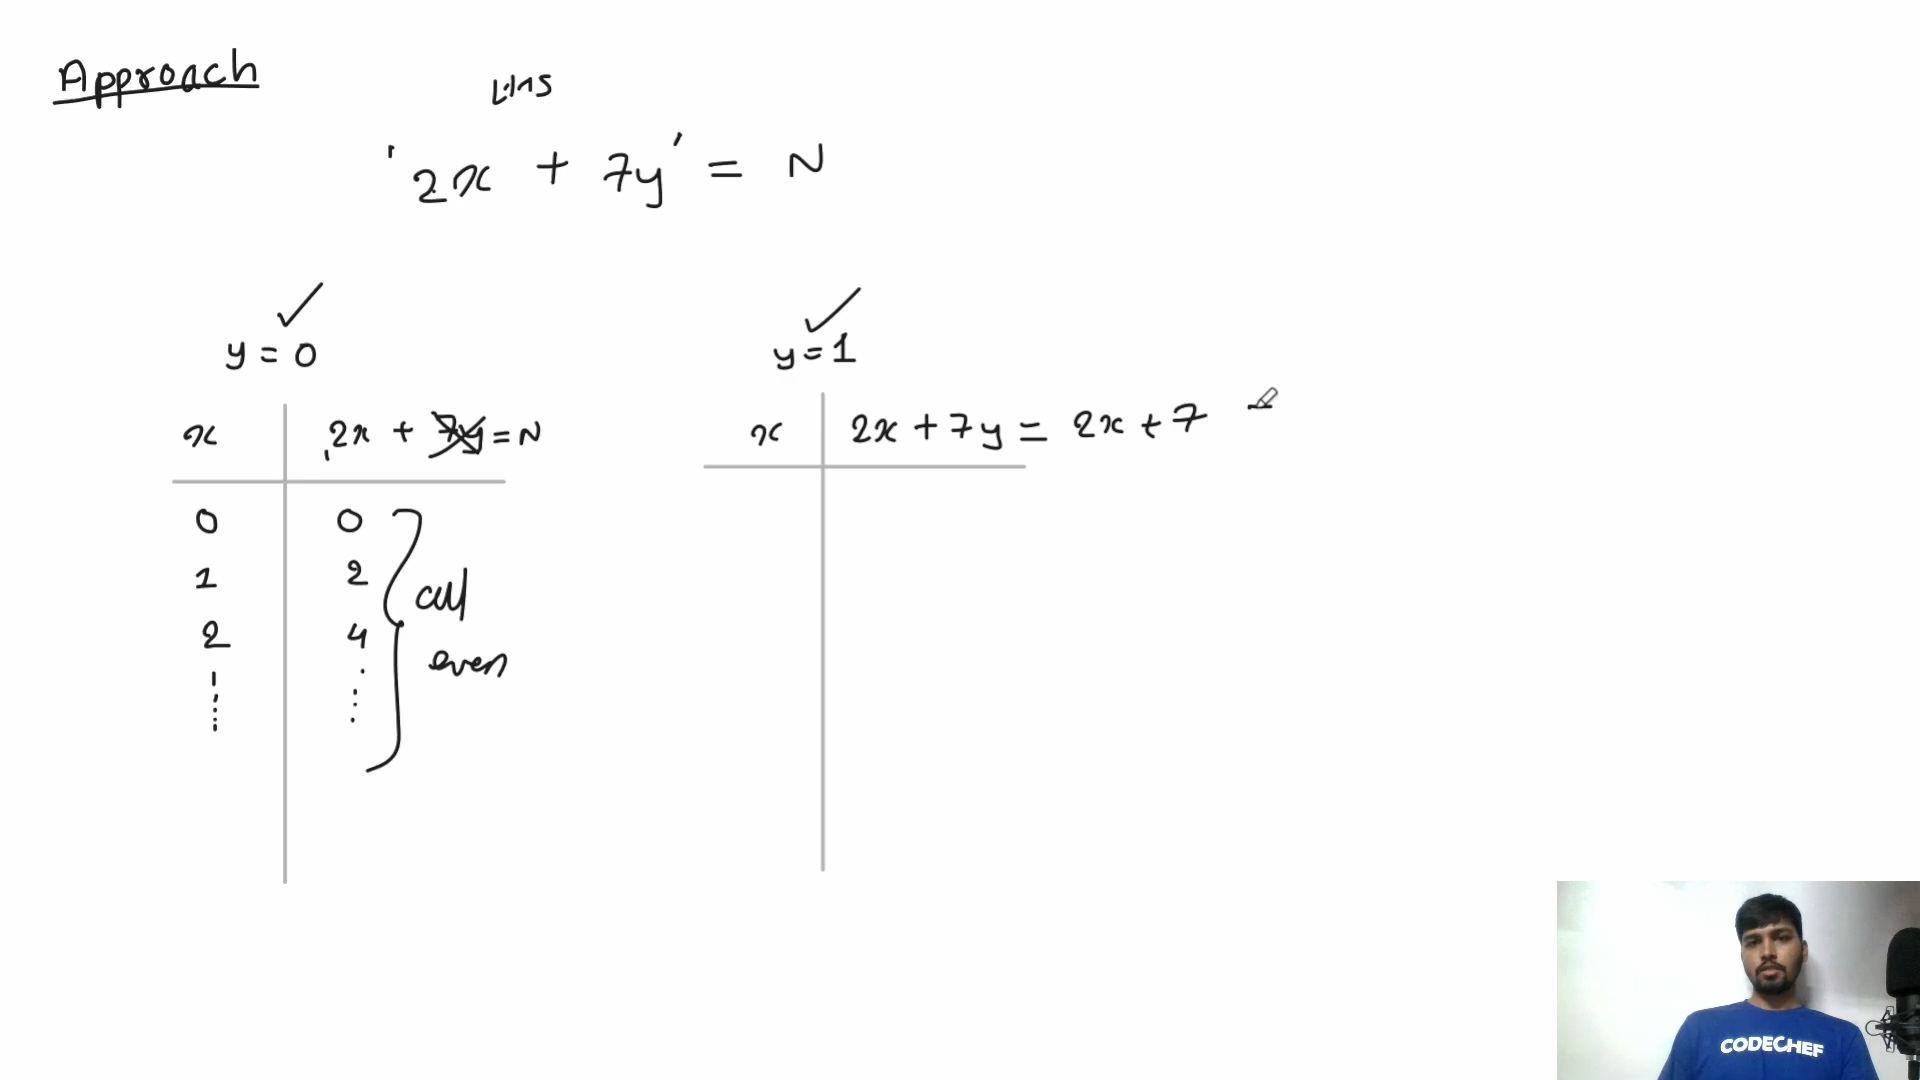 Approach
LHS
'2x + 7y' = N
y = 0
x 2x + 7y = N
0 0
1 2
2 4
all
even
y = 1
x 2x + 7y = 2x + 7
CODECHEF